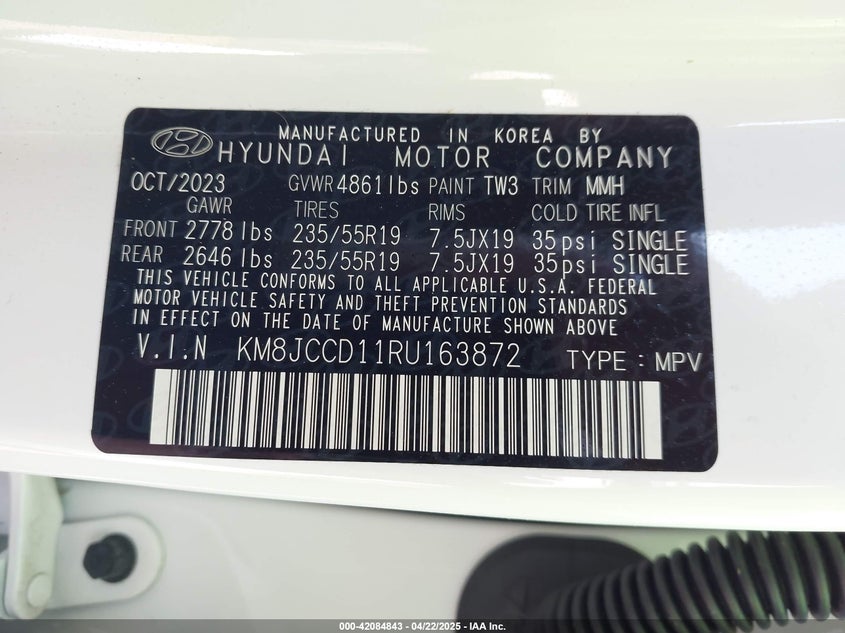 MANUFACTURED IN KOREA BY
HYUNDAI MOTOR COMPANY
OCT/2023 GVWR 4861lbs PAINT TW3 TRIM MMH
GAWR TIRES RIMS COLD TIRE INFL
FRONT 2778 lbs 235/55R19 7.5JX19 35psi SINGLE
REAR 2646 lbs 235/55R19 7.5JX19 35psi SINGLE
THIS VEHICLE CONFORMS TO ALL APPLICABLE U.S.A. FEDERAL
MOTOR VEHICLE SAFETY AND THEFT PREVENTION STANDARDS
IN EFFECT ON THE DATE OF MANUFACTURE SHOWN ABOVE
V.I.N KM8JCCD11RU163872 TYPE : MPV
000-42084843 - 04/22/2025 - IAA Inc.